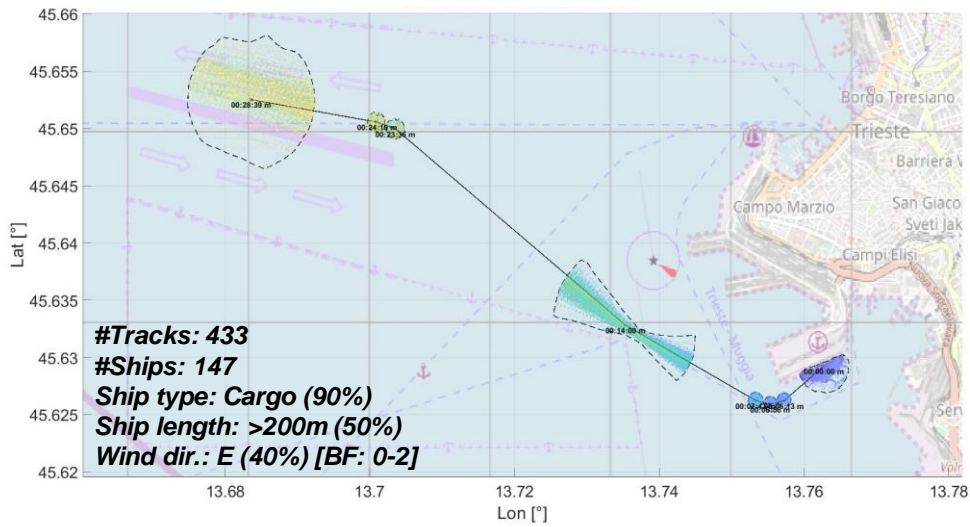 45.66
45.655
45.65
45.645
45.64
45.635
45.63
45.625
45.62
Lat [°]
00:28:39 m
00:24:16 m
00:14:00 m
00:00:00 m
Borgo Teresiano
Trieste
Barriera V
Campo Marzio
San Giaco
Sveti Jak
Campi Elisi
Trieste - Muggia
#Tracks: 433
#Ships: 147
Ship type: Cargo (90%)
Ship length: >200m (50%)
Wind dir.: E (40%) [BF: 0-2]
13.68
13.7
13.72
13.74
13.76
13.78
Lon [°]